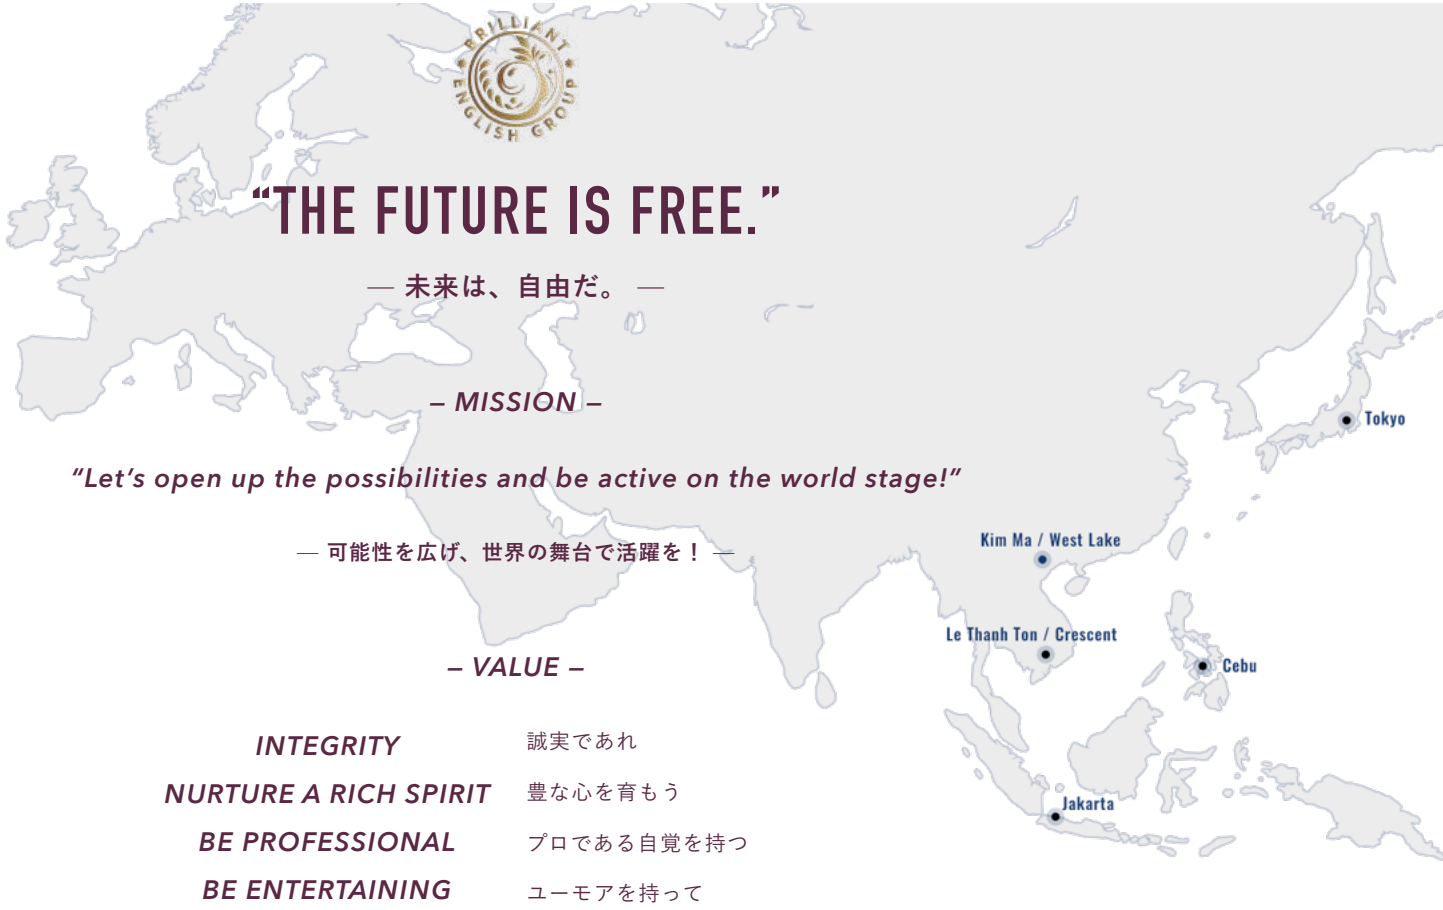 BRILLIANT
ENGLISH GROUP
“THE FUTURE IS FREE.”
— 未来は、自由だ。 —
– MISSION –
“Let’s open up the possibilities and be active on the world stage!”
— 可能性を広げ、世界の舞台で活躍を！ —
– VALUE –
INTEGRITY 誠実であれ
NURTURE A RICH SPIRIT 豊な心を育もう
BE PROFESSIONAL プロである自覚を持つ
BE ENTERTAINING ユーモアを持って
Tokyo
Kim Ma / West Lake
Le Thanh Ton / Crescent
Cebu
Jakarta